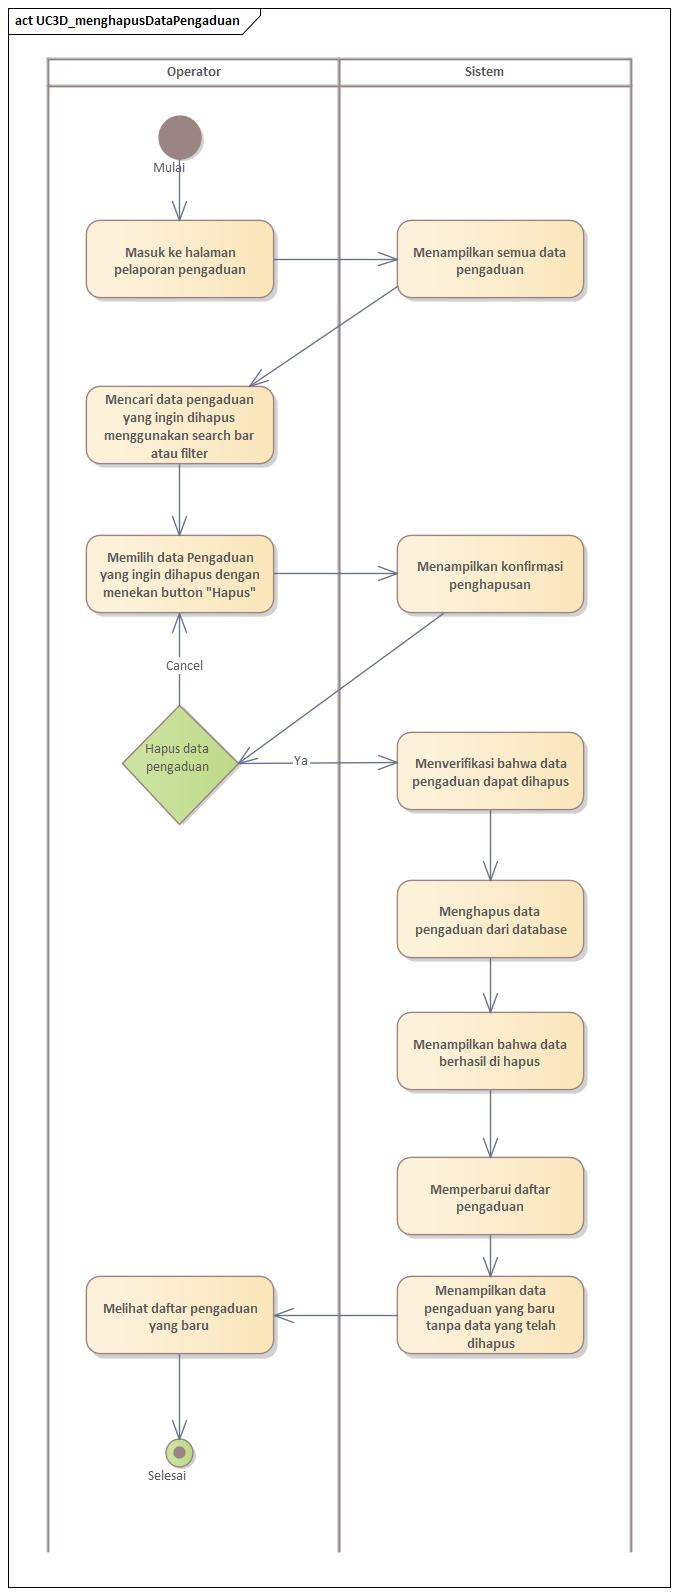 act UC3D_menghapusDataPengaduan
Operator
Sistem
Mulai
Masuk ke halaman
pelaporan pengaduan
Menampilkan semua data
pengaduan
Mencari data pengaduan
yang ingin dihapus
menggunakan search bar
atau filter
Memilih data Pengaduan
yang ingin dihapus dengan
menekan button "Hapus"
Menampilkan konfirmasi
penghapusan
Cancel
Hapus data
pengaduan
Ya
Menverifikasi bahwa data
pengaduan dapat dihapus
Menghapus data
pengaduan dari database
Menampilkan bahwa data
berhasil di hapus
Memperbarui daftar
pengaduan
Menampilkan data
pengaduan yang baru
tanpa data yang telah
dihapus
Melihat daftar pengaduan
yang baru
Selesai